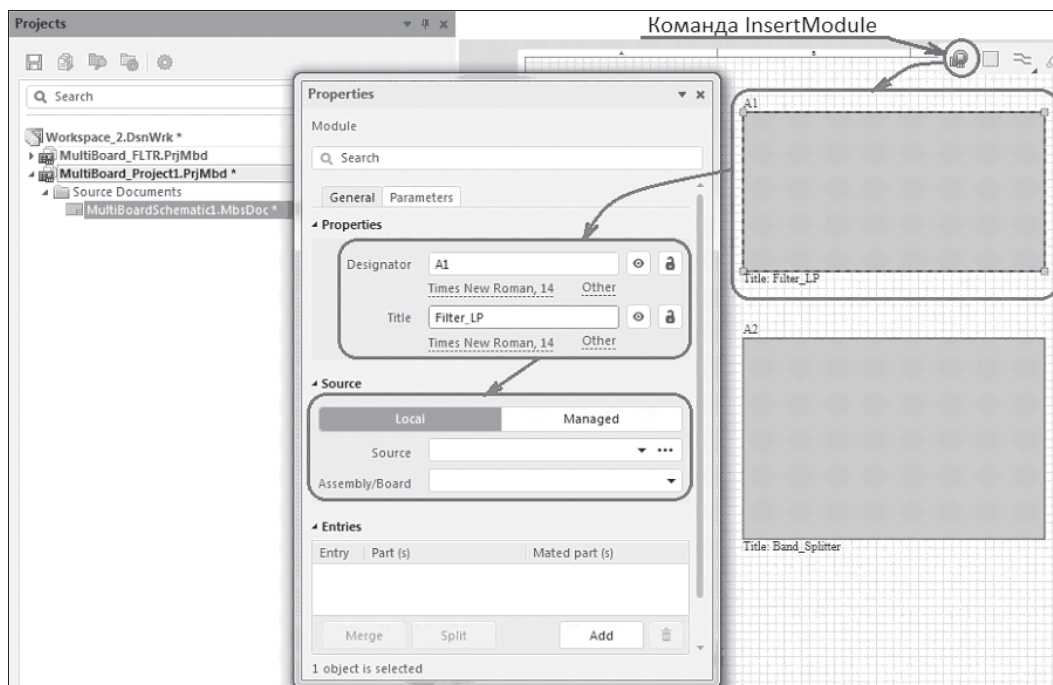 Projects
Команда InsertModule
A
B
Search
Workspace_2.DsnWrk *
MultiBoard_FLTR.PrjMbd
MultiBoard_Project1.PrjMbd *
Source Documents
MultiBoardSchematic1.MbsDoc *
Properties
Module
Search
General
Parameters
Properties
Designator
A1
Times New Roman, 14
Other
Title
Filter_LP
Times New Roman, 14
Other
Source
Local
Managed
Source
Assembly/Board
Entries
Entry
Part (s)
Mated part (s)
Merge
Split
Add
1 object is selected
A1
Title: Filter_LP
A2
Title: Band_Splitter